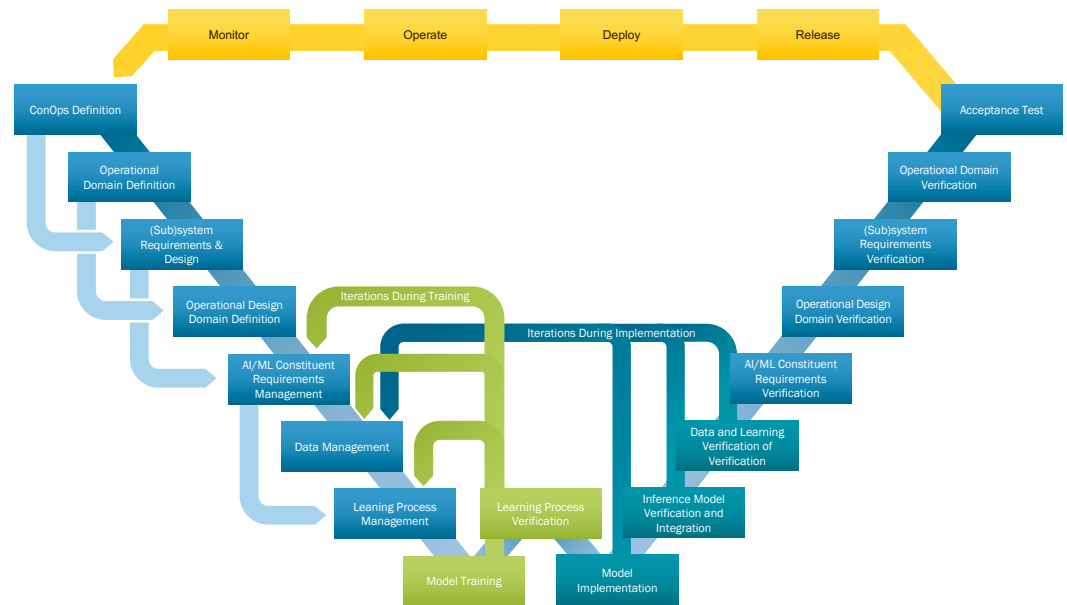 Monitor
Operate
Deploy
Release
ConOps Definition
Acceptance Test
Operational
Domain Definition
Operational Domain
Verification
(Sub)system
Requirements &
Design
(Sub)system
Requirements
Verification
Operational Design
Domain Definition
Iterations During Training
Operational Design
Domain Verification
Iterations During Implementation
AI/ML Constituent
Requirements
Management
AI/ML Constituent
Requirements
Verification
Data Management
Data and Learning
Verification of
Verification
Leaning Process
Management
Learning Process
Verification
Inference Model
Verification and
Integration
Model Training
Model
Implementation